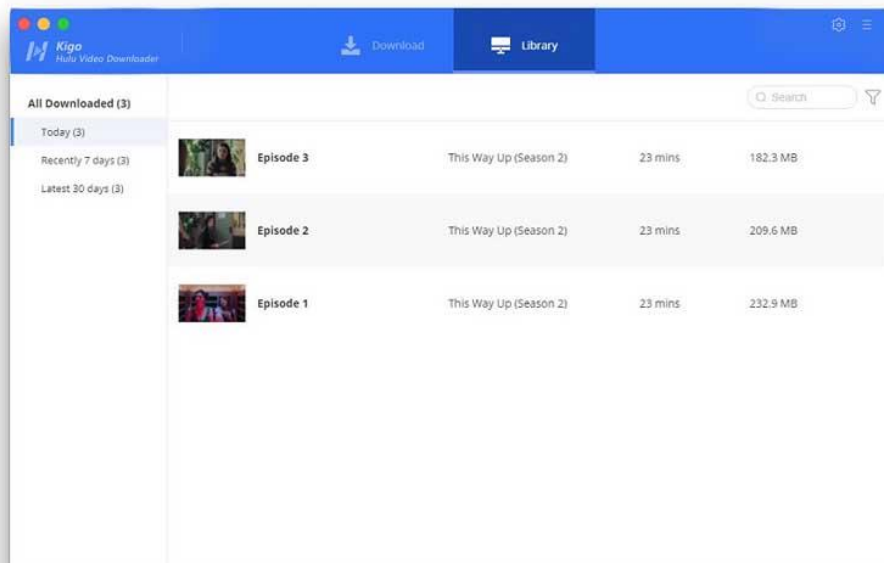 Kigo
Hulu Video Downloader
Download
Library
All Downloaded (3)
Search
Today (3)
Recently 7 days (3)
Latest 30 days (3)
Episode 3 This Way Up (Season 2) 23 mins 182.3 MB
Episode 2 This Way Up (Season 2) 23 mins 209.6 MB
Episode 1 This Way Up (Season 2) 23 mins 232.9 MB